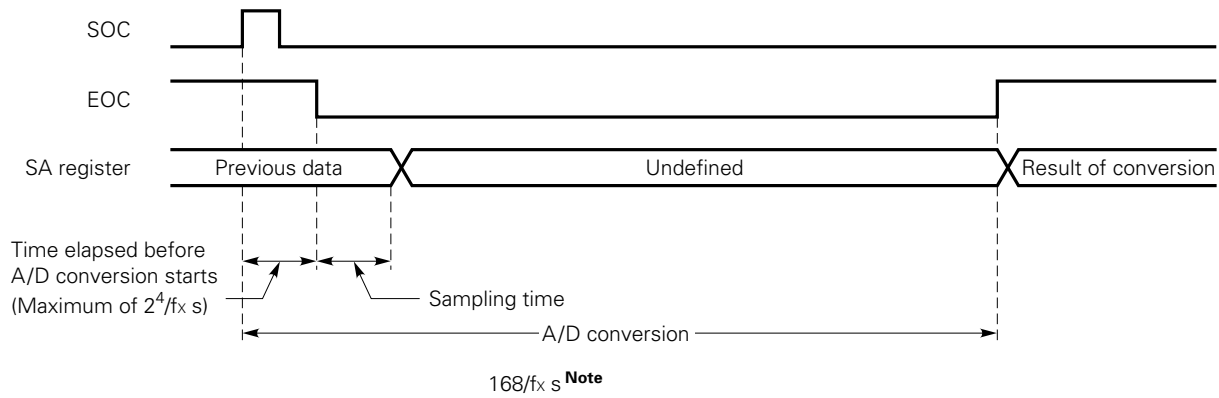 SOC
EOC
SA register
Previous data
Undefined
Result of conversion
Time elapsed before
A/D conversion starts
(Maximum of 2⁴/fx s)
Sampling time
A/D conversion
168/fx s Note